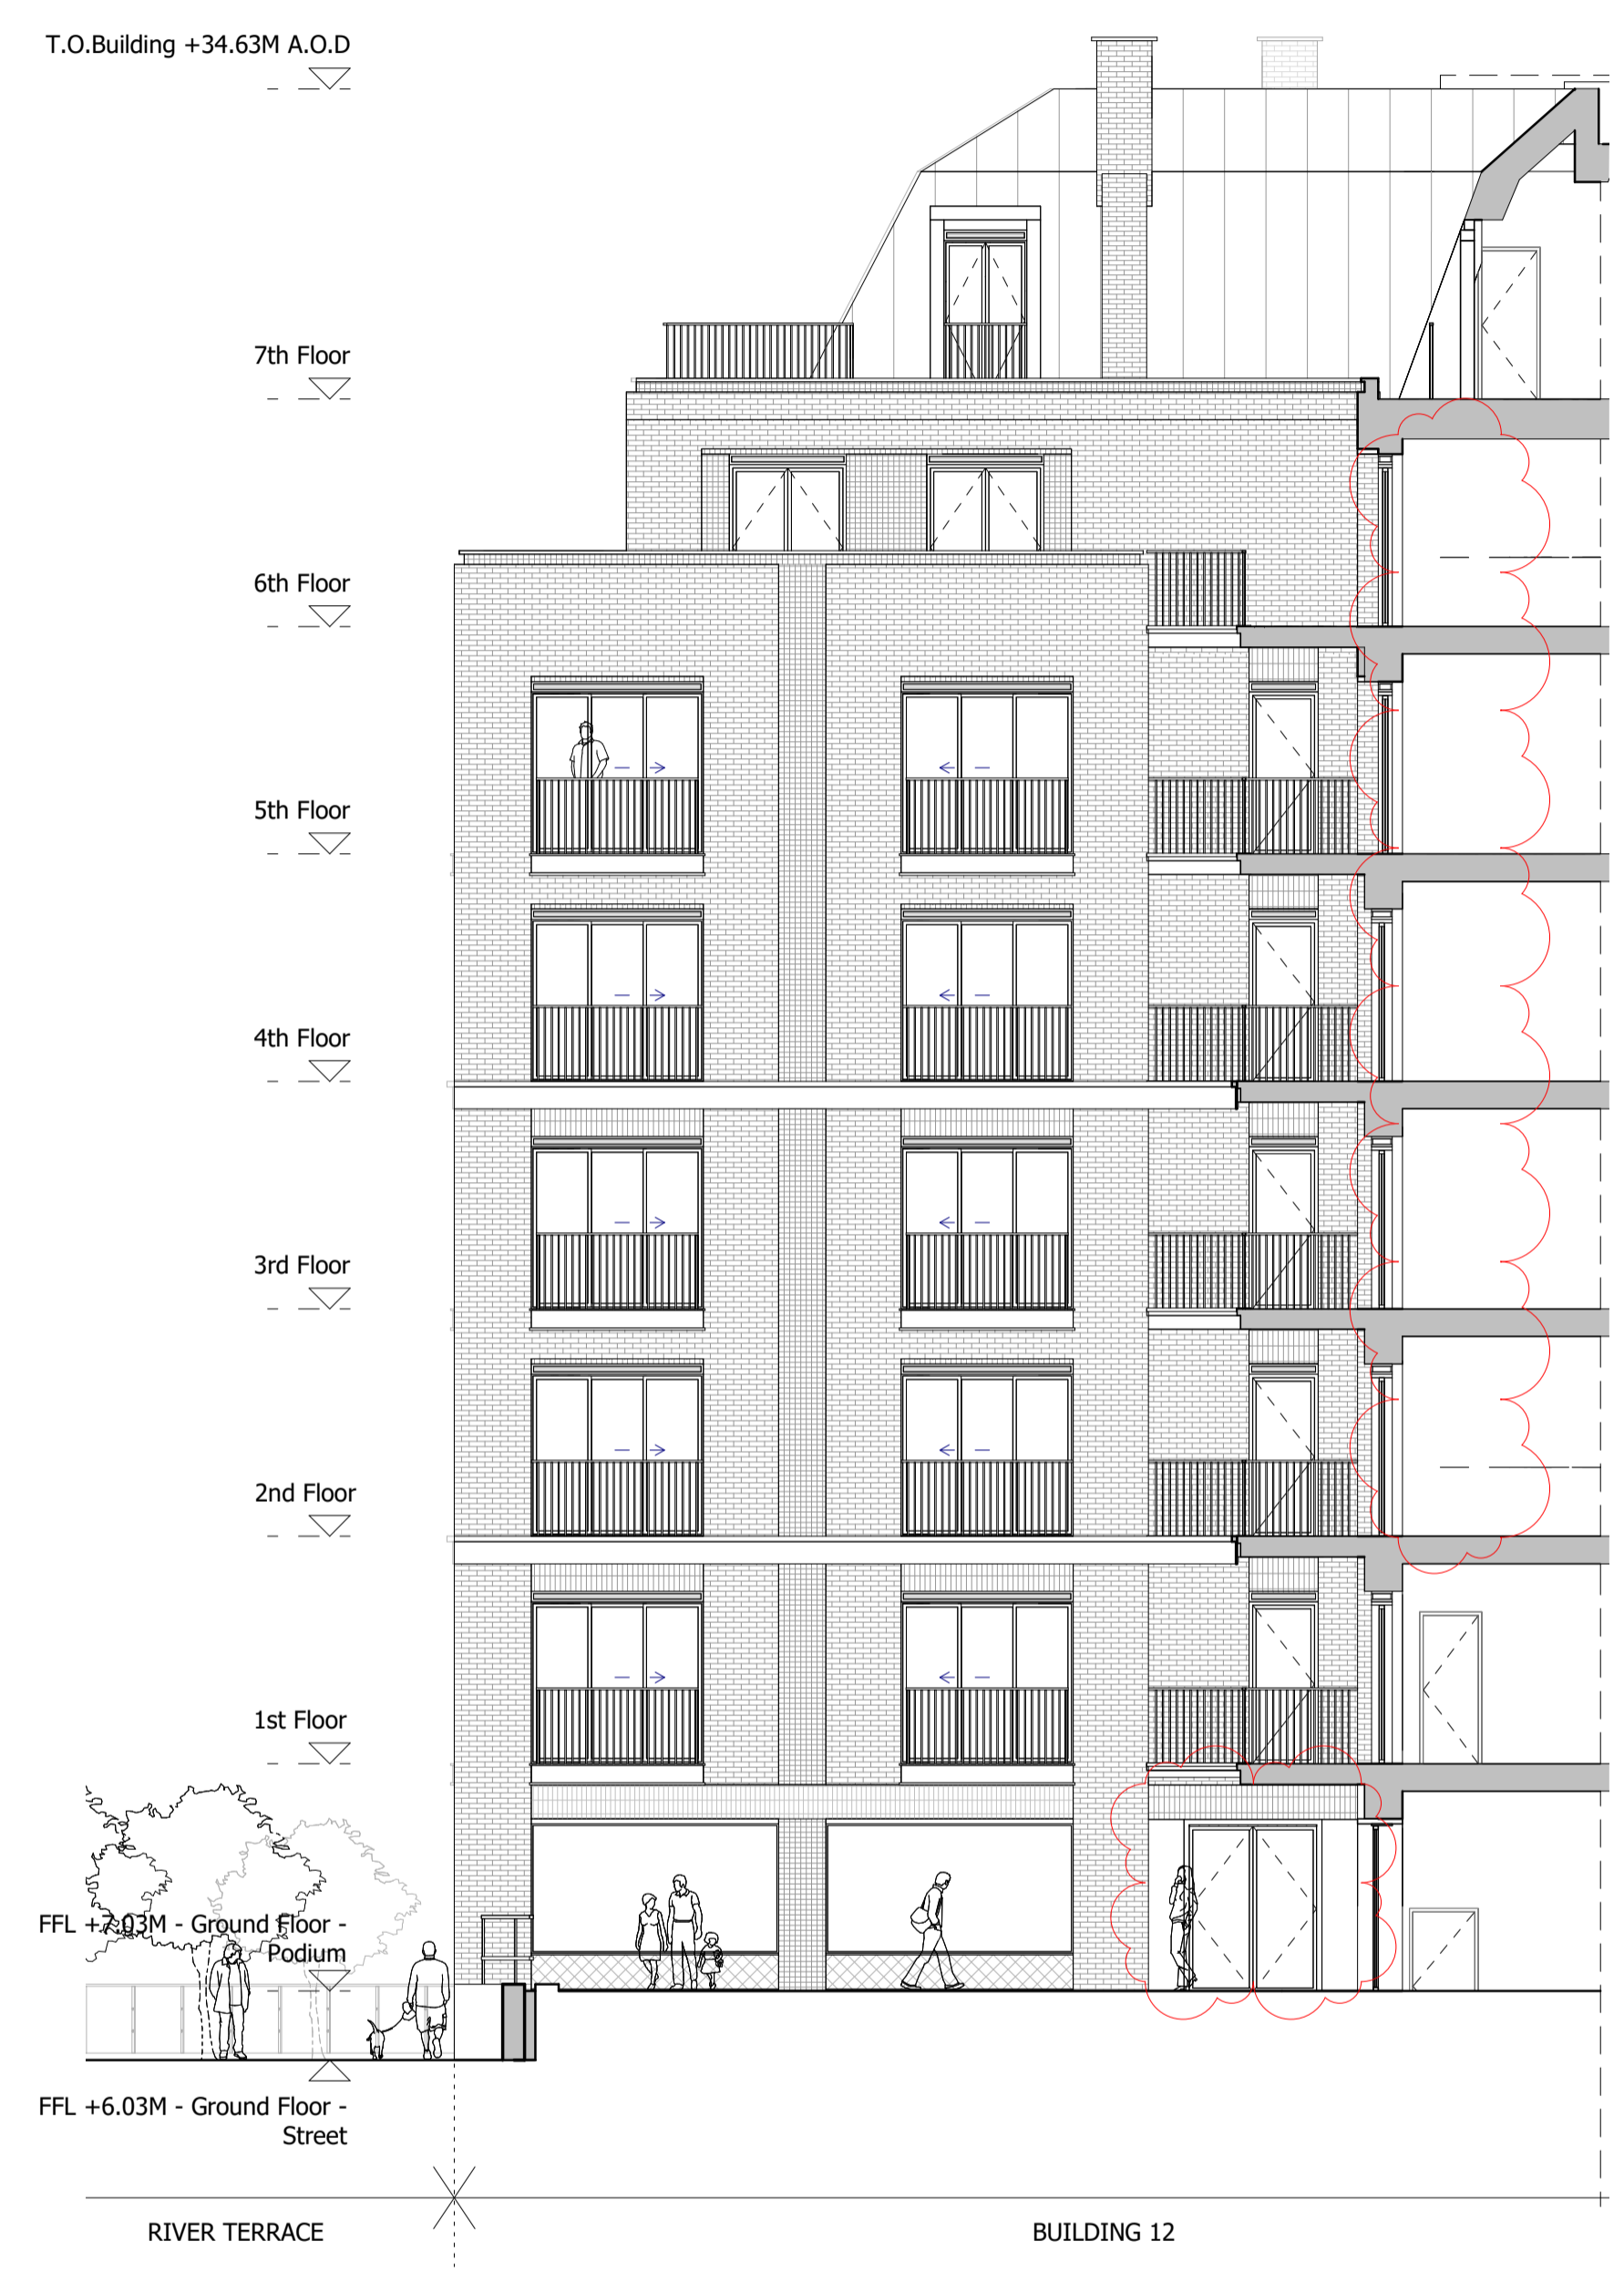 T.O.Building +34.63M A.O.D
7th Floor
6th Floor
5th Floor
4th Floor
3rd Floor
2nd Floor
1st Floor
FFL +7.03M - Ground Floor -
Podium
FFL +6.03M - Ground Floor -
Street
RIVER TERRACE
BUILDING 12